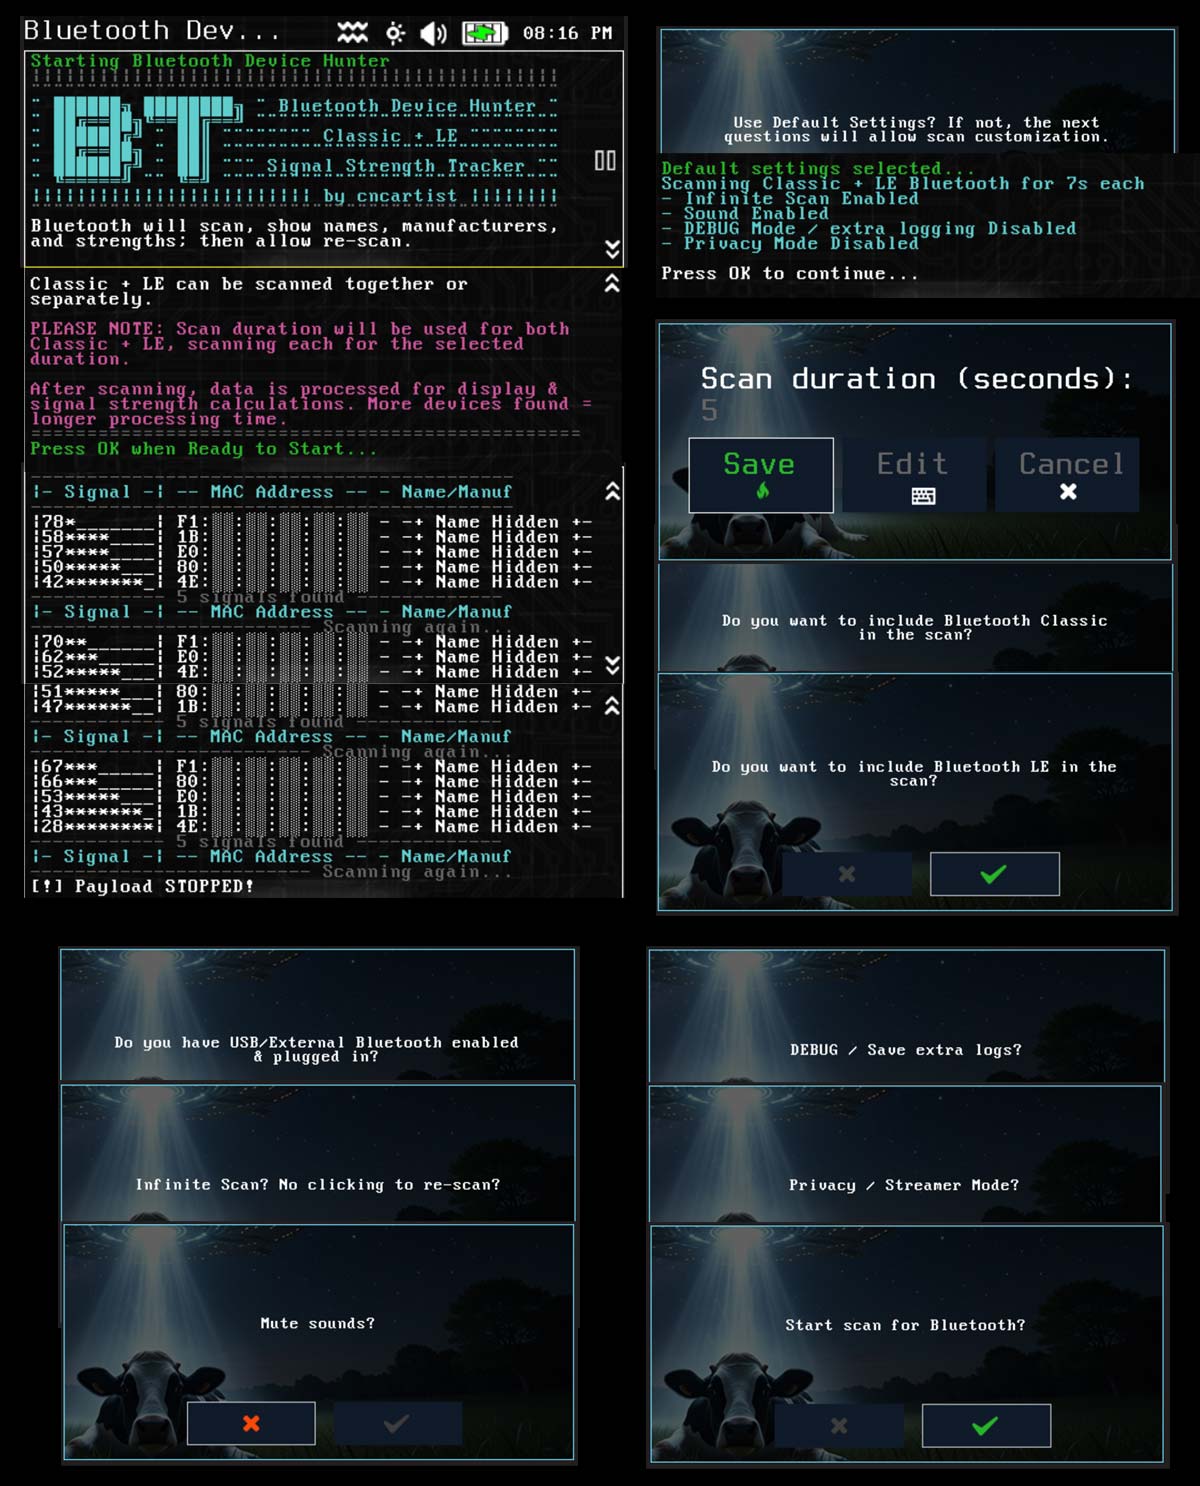 Bluetooth Dev...
08:16 PM
Starting Bluetooth Device Hunter
BT
Bluetooth Device Hunter
Classic + LE
Signal Strength Tracker
by cncartist
Bluetooth will scan, show names, manufacturers,
and strengths; then allow re-scan.
Classic + LE can be scanned together or
separately.
PLEASE NOTE: Scan duration will be used for both
Classic + LE, scanning each for the selected
duration.
After scanning, data is processed for display &
signal strength calculations. More devices found =
longer processing time.
==================================================
Press OK when Ready to Start...
|- Signal -| -- MAC Address -- - Name/Manuf
|78*_______| F1:░░:░░:░░:░░:░░ - -+ Name Hidden +-
|58****____| 1B:░░:░░:░░:░░:░░ - -+ Name Hidden +-
|57****____| E0:░░:░░:░░:░░:░░ - -+ Name Hidden +-
|50*****___| 80:░░:░░:░░:░░:░░ - -+ Name Hidden +-
|42*******_| 4E:░░:░░:░░:░░:░░ - -+ Name Hidden +-
------------- 5 signals found -------------
|- Signal -| -- MAC Address -- - Name/Manuf
-------------------------- Scanning again...
|70**______| F1:░░:░░:░░:░░:░░ - -+ Name Hidden +-
|62***_____| E0:░░:░░:░░:░░:░░ - -+ Name Hidden +-
|52*****___| 4E:░░:░░:░░:░░:░░ - -+ Name Hidden +-
|51*****___| 80:░░:░░:░░:░░:░░ - -+ Name Hidden +-
|47******__| 1B:░░:░░:░░:░░:░░ - -+ Name Hidden +-
------------- 5 signals found -------------
|- Signal -| -- MAC Address -- - Name/Manuf
-------------------------- Scanning again...
|67***_____| F1:░░:░░:░░:░░:░░ - -+ Name Hidden +-
|66***_____| 80:░░:░░:░░:░░:░░ - -+ Name Hidden +-
|53*****___| E0:░░:░░:░░:░░:░░ - -+ Name Hidden +-
|43*******_| 1B:░░:░░:░░:░░:░░ - -+ Name Hidden +-
|28********| 4E:░░:░░:░░:░░:░░ - -+ Name Hidden +-
------------- 5 signals found -------------
|- Signal -| -- MAC Address -- - Name/Manuf
-------------------------- Scanning again...
[!] Payload STOPPED!
Use Default Settings? If not, the next
questions will allow scan customization.
Default settings selected...
Scanning Classic + LE Bluetooth for 7s each
- Infinite Scan Enabled
- Sound Enabled
- DEBUG Mode / extra logging Disabled
- Privacy Mode Disabled
Press OK to continue...
Scan duration (seconds):
5
Save
Edit
Cancel
Do you want to include Bluetooth Classic
in the scan?
Do you want to include Bluetooth LE in the
scan?
Do you have USB/External Bluetooth enabled
& plugged in?
Infinite Scan? No clicking to re-scan?
Mute sounds?
DEBUG / Save extra logs?
Privacy / Streamer Mode?
Start scan for Bluetooth?